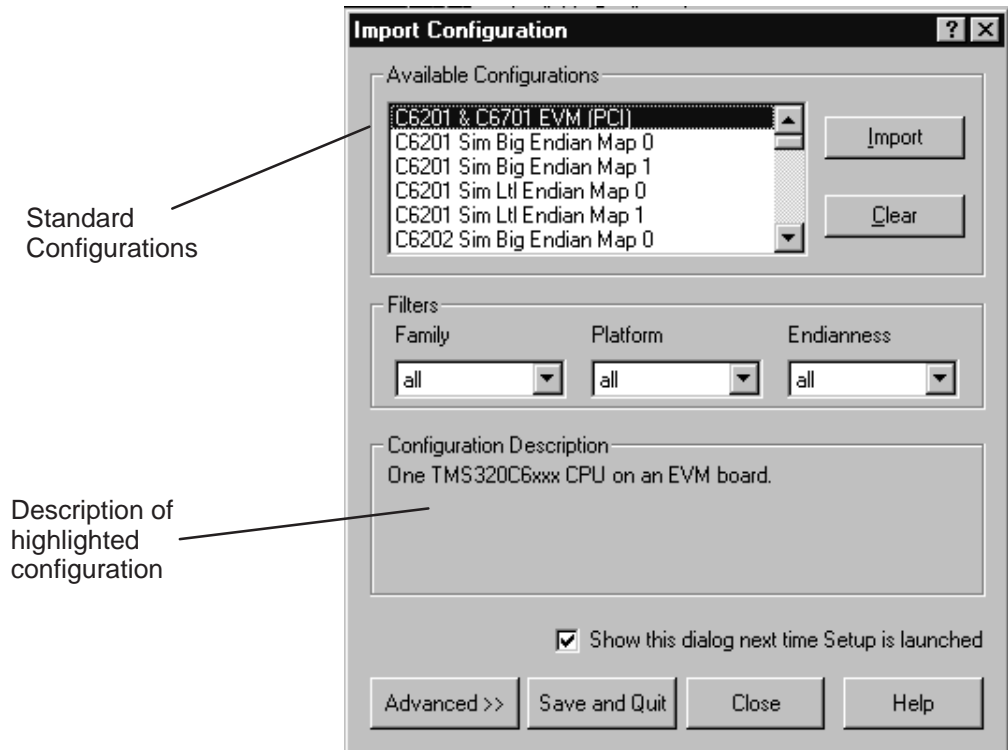 Import Configuration
Available Configurations
C6201 & C6701 EVM (PCI)
C6201 Sim Big Endian Map 0
C6201 Sim Big Endian Map 1
C6201 Sim Ltl Endian Map 0
C6201 Sim Ltl Endian Map 1
C6202 Sim Big Endian Map 0
Import
Clear
Standard
Configurations
Filters
Family Platform Endianness
all all all
Configuration Description
One TMS320C6xxx CPU on an EVM board.
Description of
highlighted
configuration
Show this dialog next time Setup is launched
Advanced >> Save and Quit Close Help